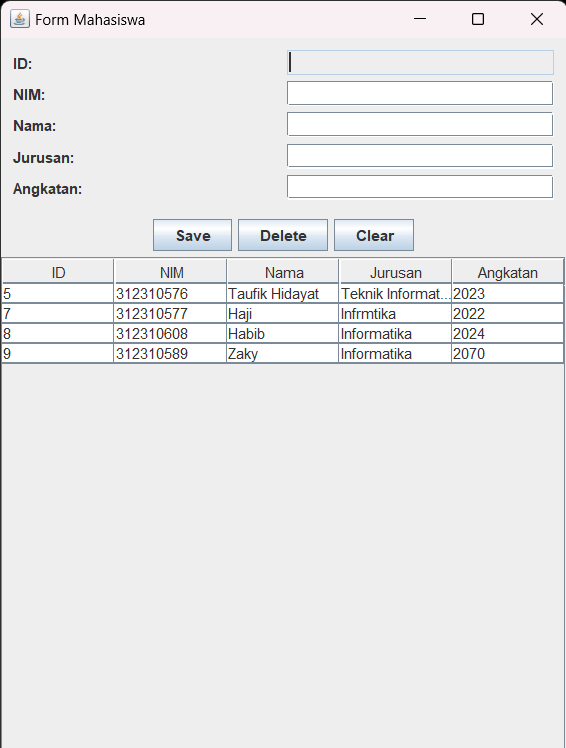 Form Mahasiswa
ID:
NIM:
Nama:
Jurusan:
Angkatan:
Save Delete Clear
ID NIM Nama Jurusan Angkatan
5 312310576 Taufik Hidayat Teknik Informat... 2023
7 312310577 Haji Infrmtika 2022
8 312310608 Habib Informatika 2024
9 312310589 Zaky Informatika 2070